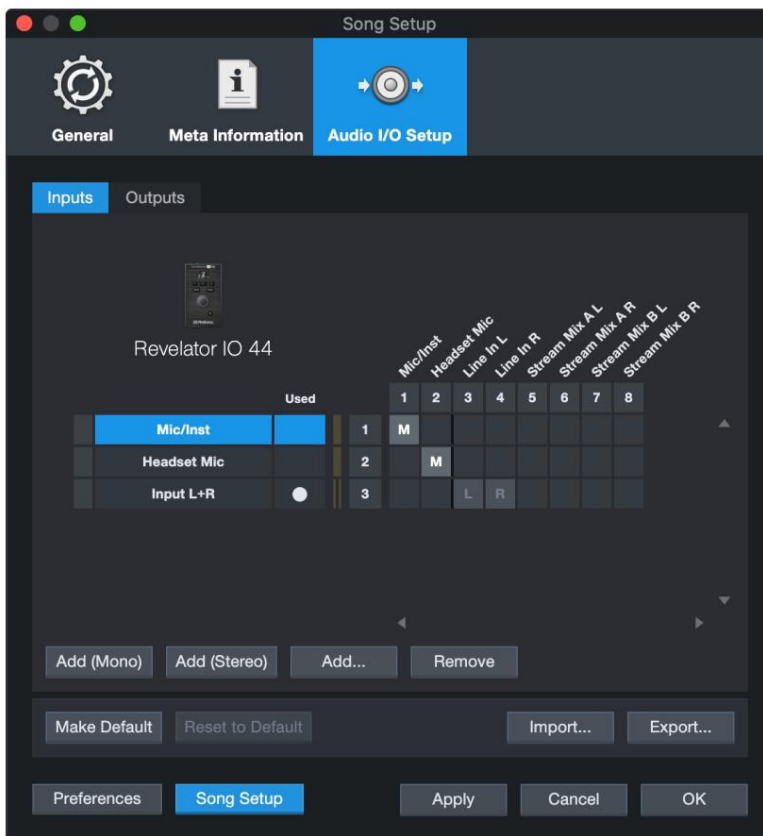 Song Setup
General Meta Information Audio I/O Setup
Inputs Outputs
Revelator IO 44
Mic/Inst Headset Mic Line In L Line In R Stream Mix A L Stream Mix A R Stream Mix B L Stream Mix B R
Used 1 2 3 4 5 6 7 8
Mic/Inst 1 M
Headset Mic 2 M
Input L+R 3 L R
Add (Mono) Add (Stereo) Add... Remove
Make Default Reset to Default Import... Export...
Preferences Song Setup Apply Cancel OK